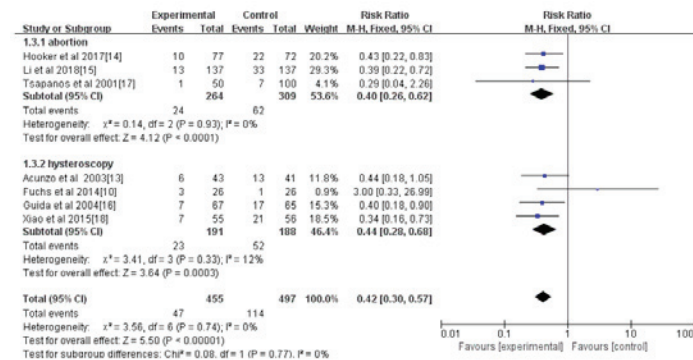 Experimental Control Risk Ratio Risk Ratio
Study or Subgroup Events Total Events Total Weight M-H, Fixed, 95% CI M-H, Fixed, 95% CI
1.3.1 abortion
Hooker et al 2017[14] 10 77 22 72 20.2% 0.43 [0.22, 0.83]
Li et al 2018[15] 13 137 33 137 29.3% 0.39 [0.22, 0.72]
Tsapanos et al 2001[17] 1 50 7 100 4.1% 0.29 [0.04, 2.26]
Subtotal (95% CI) 264 309 53.6% 0.40 [0.26, 0.62]
Total events 24 62
Heterogeneity: x² = 0.14, df = 2 (P = 0.93); I² = 0%
Test for overall effect: Z = 4.12 (P < 0.0001)
1.3.2 hysteroscopy
Acunzo et al 2003[13] 6 43 13 41 11.8% 0.44 [0.18, 1.05]
Fuchs et al 2014[10] 3 26 1 26 0.9% 3.00 [0.33, 26.99]
Guida et al 2004[16] 7 67 17 65 15.3% 0.40 [0.18, 0.90]
Xiao et al 2015[18] 7 55 21 56 18.5% 0.34 [0.16, 0.73]
Subtotal (95% CI) 191 188 46.4% 0.44 [0.28, 0.68]
Total events 23 52
Heterogeneity: x² = 3.41, df = 3 (P = 0.33); I² = 12%
Test for overall effect: Z = 3.64 (P = 0.0003)
Total (95% CI) 455 497 100.0% 0.42 [0.30, 0.57]
Total events 47 114
Heterogeneity: x² = 3.56, df = 6 (P = 0.74); I² = 0%
Test for overall effect: Z = 5.50 (P < 0.00001)
Test for subgroup differences: Chi² = 0.08, df = 1 (P = 0.77), I² = 0%
0.01 0.1 1 10 100
Favours [experimental] Favours [control]